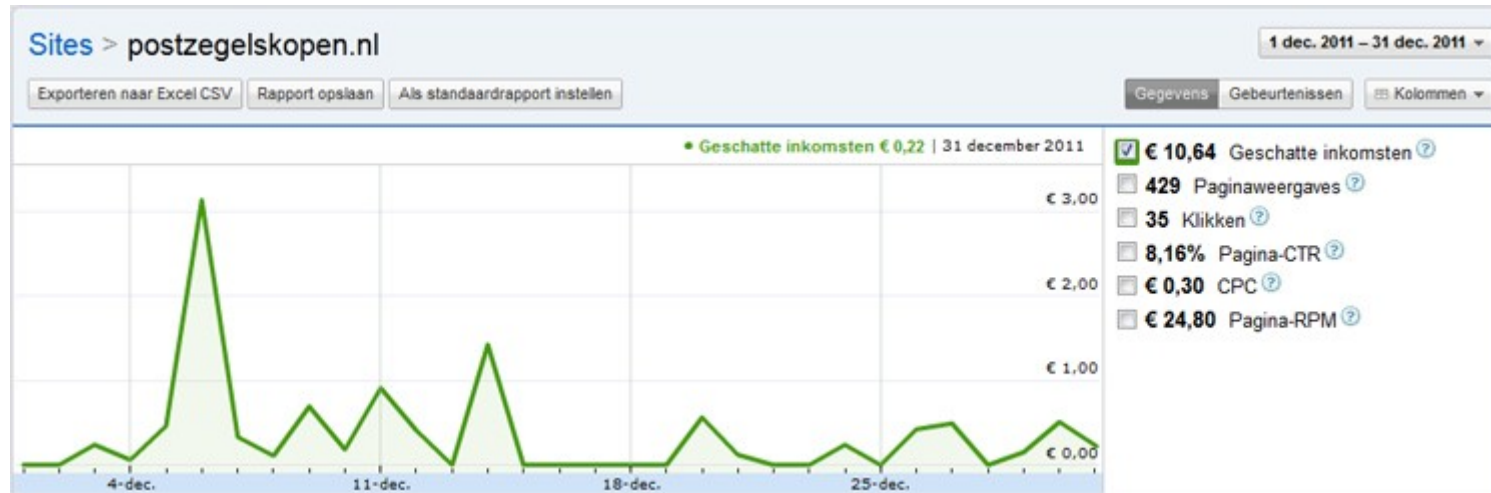 Sites > postzegelskopen.nl
1 dec. 2011 – 31 dec. 2011
Exporteren naar Excel CSV Rapport opslaan Als standaardrapport instellen
Gegevens Gebeurtenissen Kolommen
Geschatte inkomsten € 0,22 | 31 december 2011
€ 3,00
€ 2,00
€ 1,00
€ 0,00
4-dec. 11-dec. 18-dec. 25-dec.
€ 10,64 Geschatte inkomsten ?
429 Paginaweergaves ?
35 Klikken ?
8,16% Pagina-CTR ?
€ 0,30 CPC ?
€ 24,80 Pagina-RPM ?